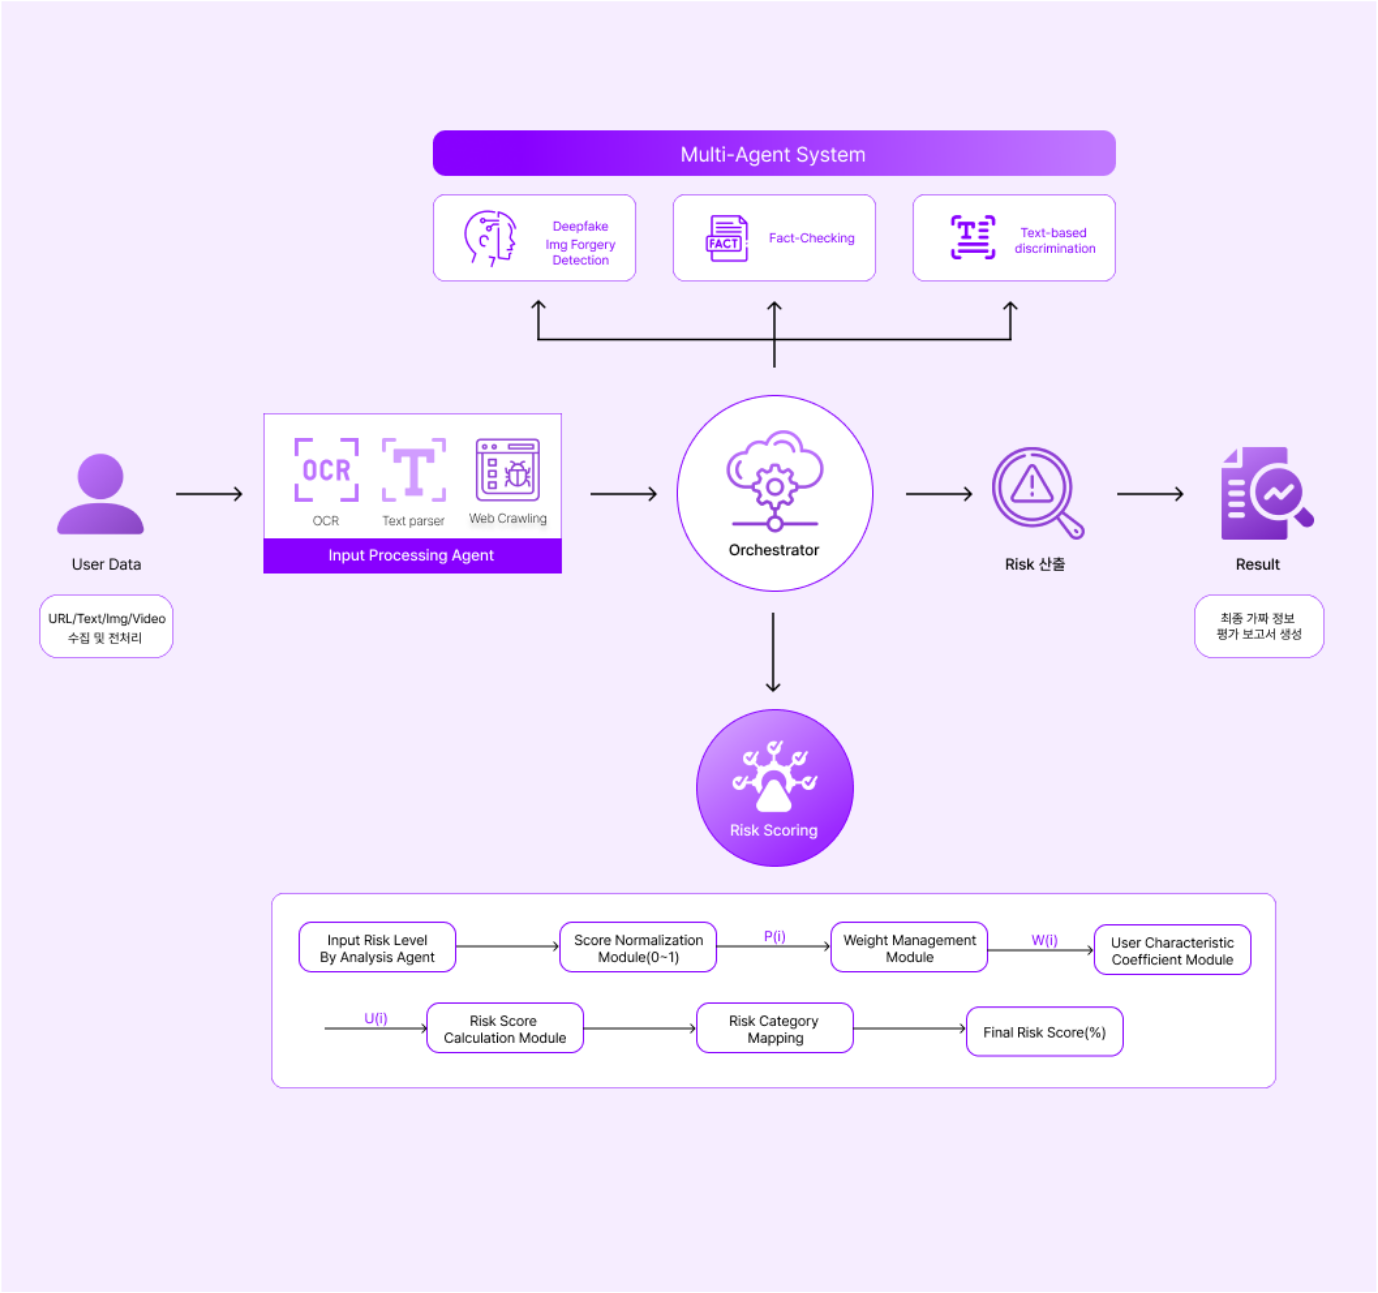 Multi-Agent System
Deepfake
Img Forgery
Detection
FACT
Fact-Checking
T
Text-based
discrimination
OCR
T
OCR
Text parser
Web Crawling
Input Processing Agent
User Data
URL/Text/Img/Video
수집 및 전처리
Orchestrator
Risk 산출
Result
최종 가짜 정보
평가 보고서 생성
Risk Scoring
Input Risk Level
By Analysis Agent
Score Normalization
Module(0~1)
P(i)
Weight Management
Module
W(i)
User Characteristic
Coefficient Module
U(i)
Risk Score
Calculation Module
Risk Category
Mapping
Final Risk Score(%)